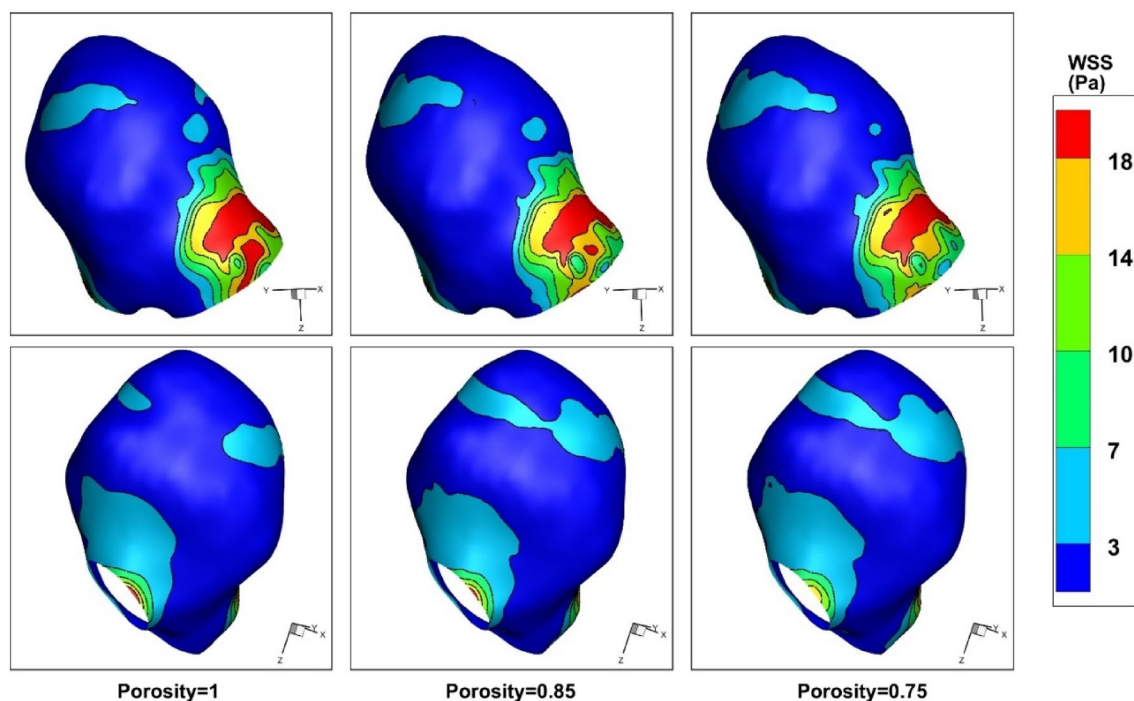 WSS
(Pa)
18
14
10
7
3
Y X
Z
Y X
Z
Y X
Z
Y
X
Z
Y
X
Z
Y
X
Z
Porosity=1 Porosity=0.85 Porosity=0.75